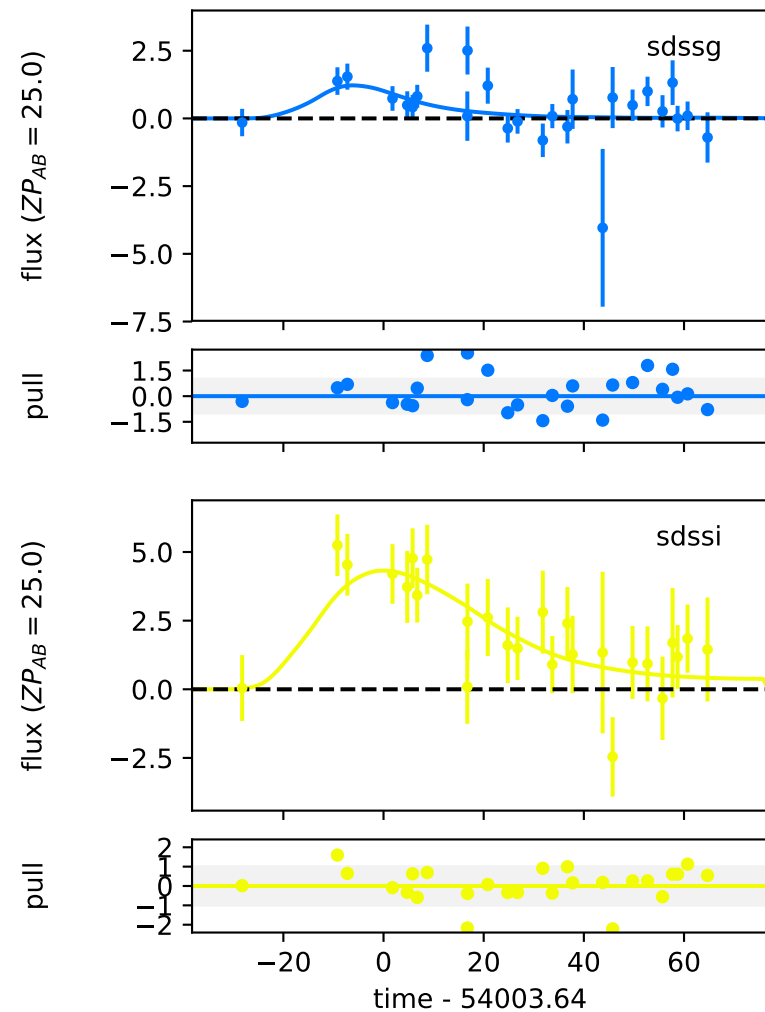 sdssg
flux (ZP_AB = 25.0)
2.5
0.0
−2.5
−5.0
−7.5
pull
1.5
0.0
−1.5
sdssi
flux (ZP_AB = 25.0)
5.0
2.5
0.0
−2.5
pull
2
1
0
−1
−2
−20 0 20 40 60
time - 54003.64